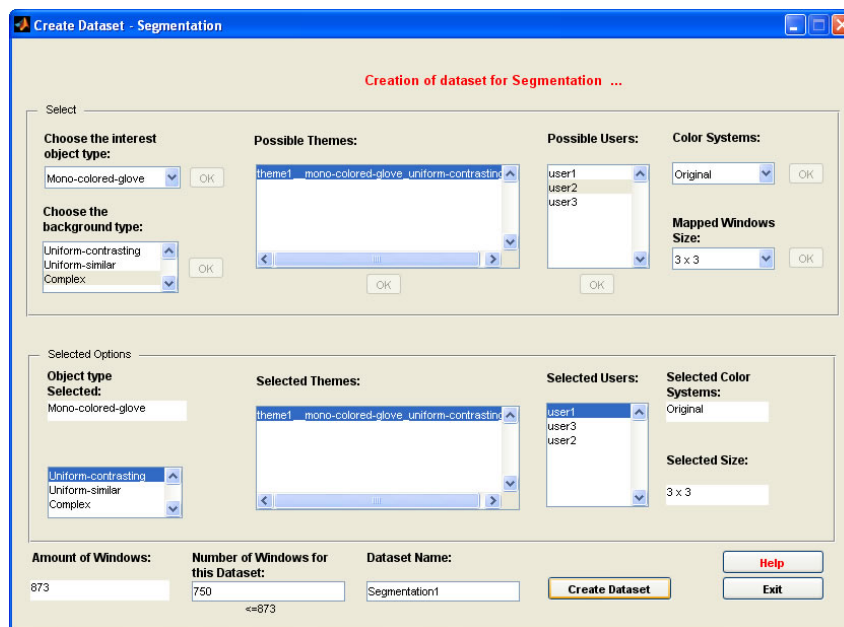 Create Dataset - Segmentation
Creation of dataset for Segmentation ...
Select
Choose the interest
object type:
Mono-colored-glove
OK
Choose the
background type:
Uniform-contrasting
Uniform-similar
Complex
OK
Possible Themes:
theme1__mono-colored-glove_uniform-contrasting
OK
Possible Users:
user1
user2
user3
OK
Color Systems:
Original
OK
Mapped Windows
Size:
3 x 3
OK
Selected Options
Object type
Selected:
Mono-colored-glove
Uniform-contrasting
Uniform-similar
Complex
Selected Themes:
theme1__mono-colored-glove_uniform-contrasting
Selected Users:
user1
user3
user2
Selected Color
Systems:
Original
Selected Size:
3 x 3
Amount of Windows:
873
Number of Windows for
this Dataset:
750
<=873
Dataset Name:
Segmentation1
Create Dataset
Help
Exit